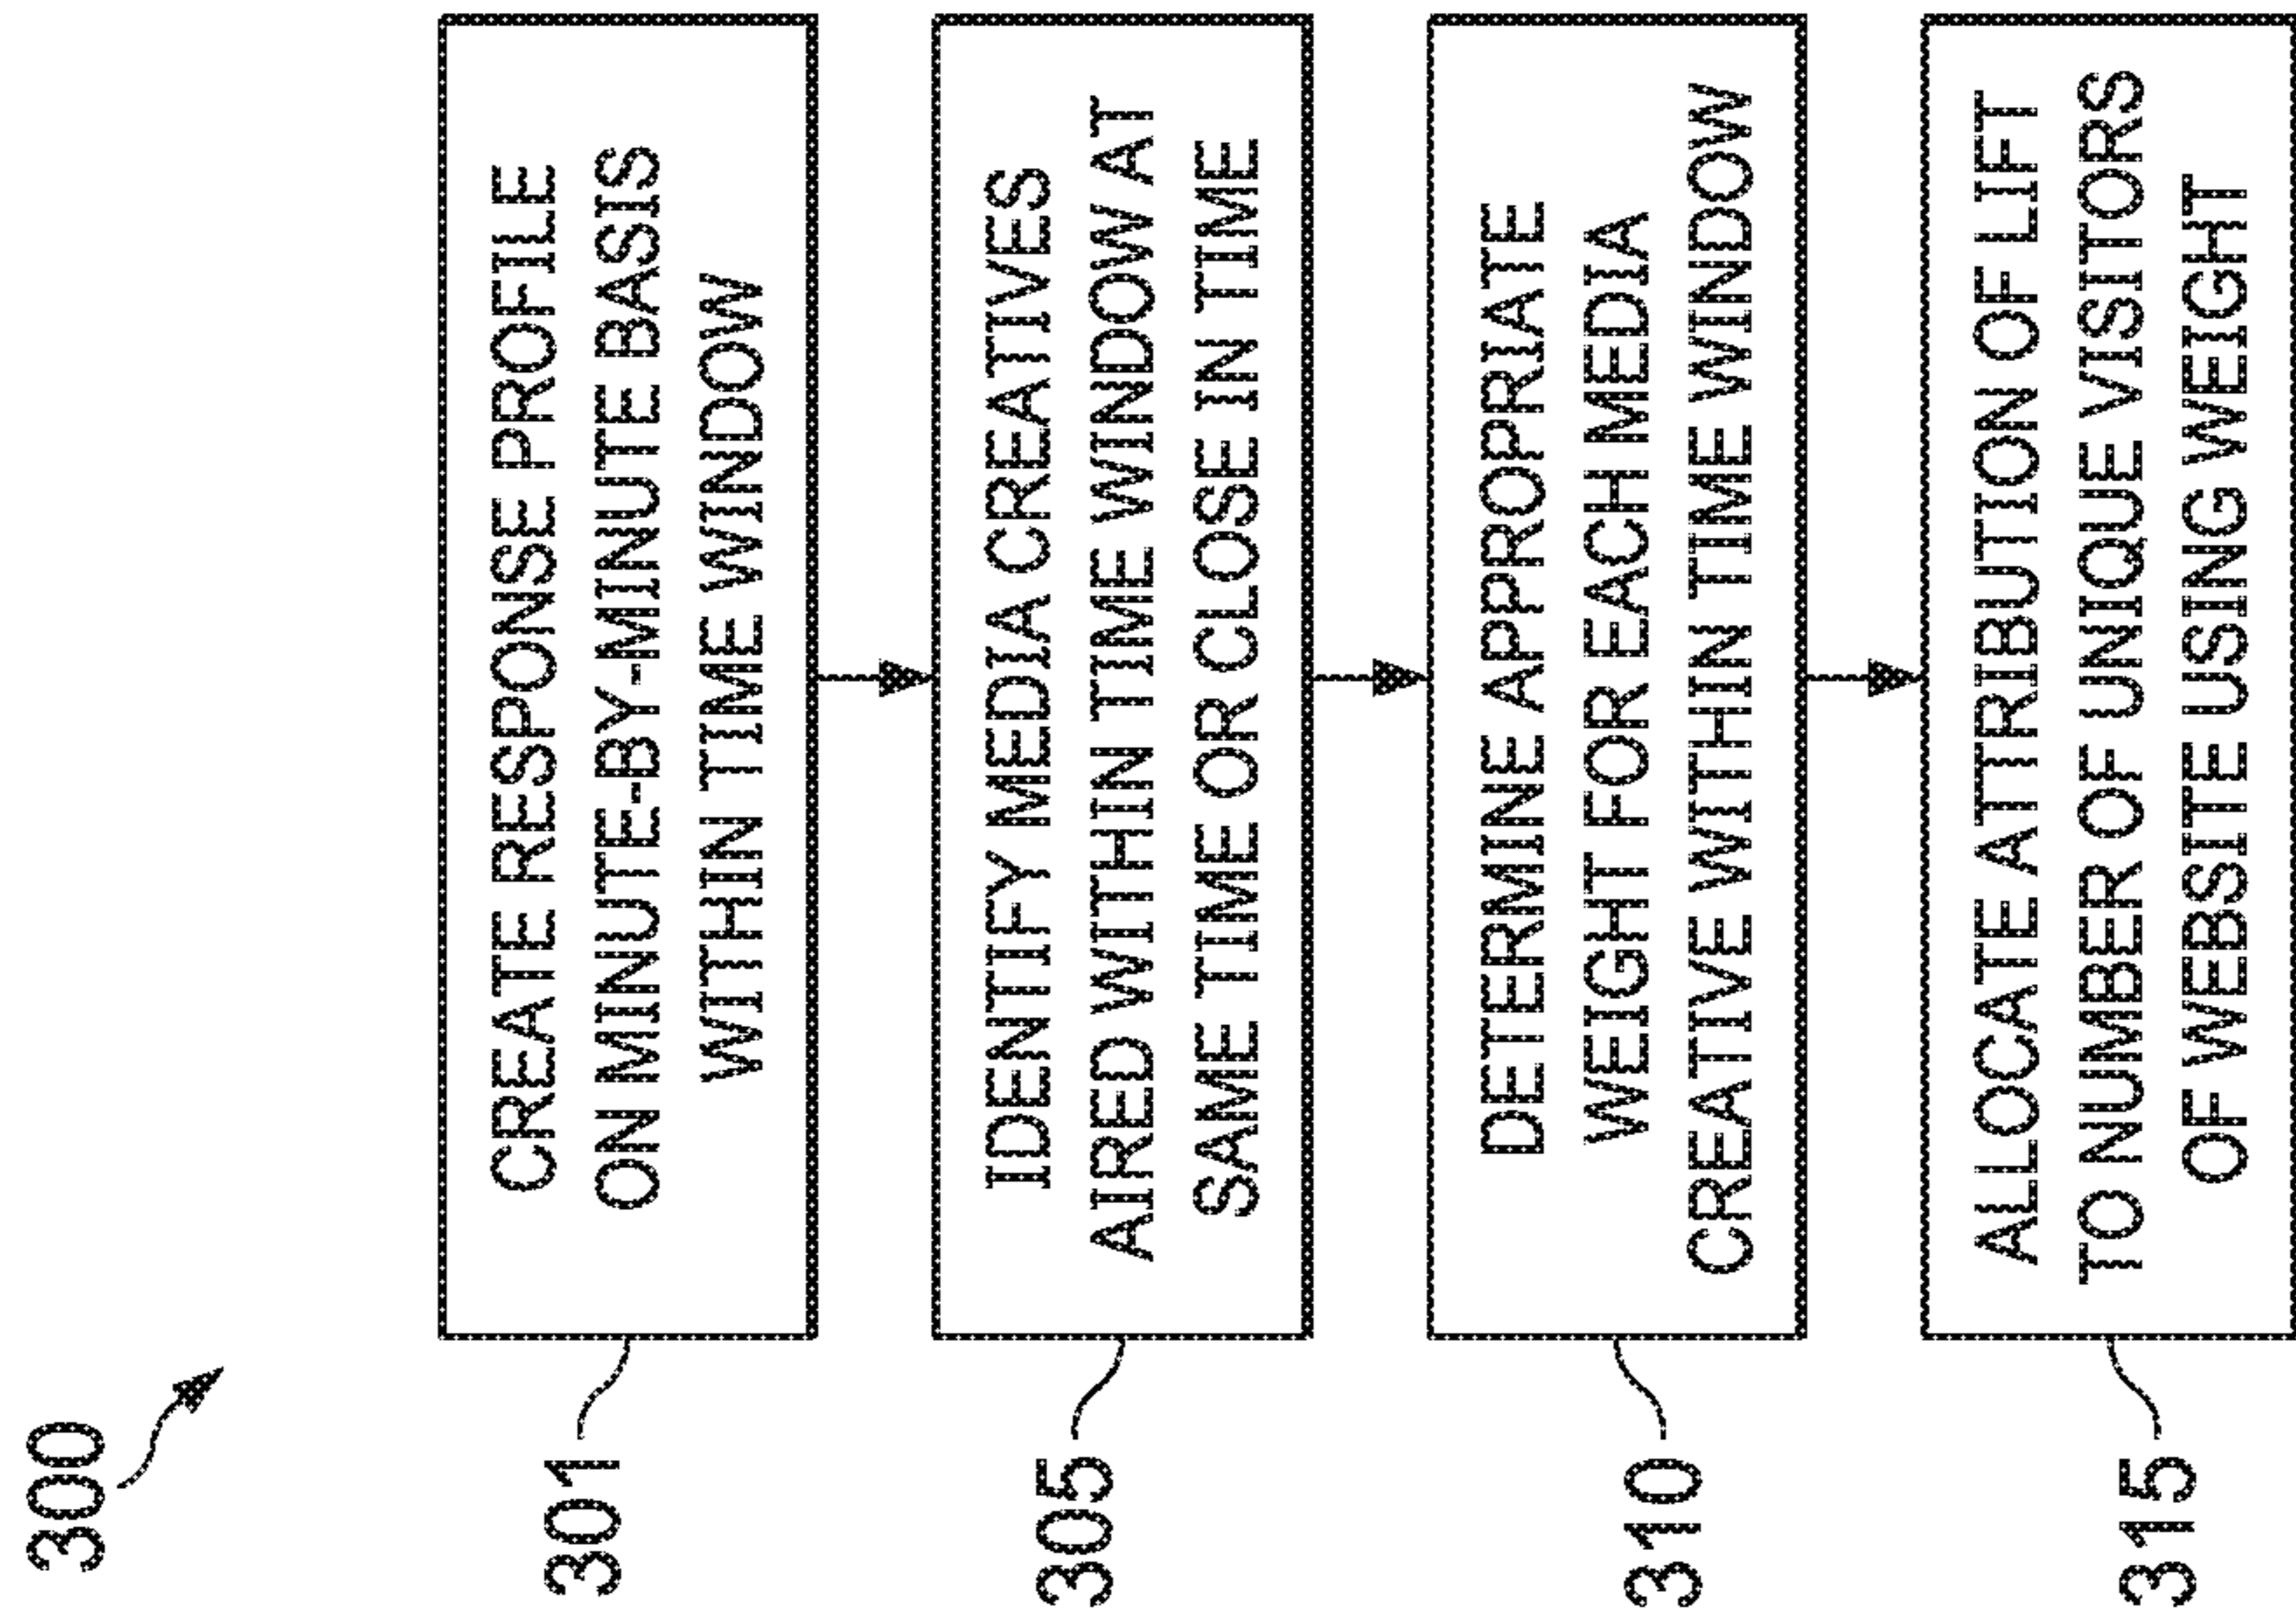 300
301
CREATE RESPONSE PROFILE
ON MINUTE-BY-MINUTE BASIS
WITHIN TIME WINDOW
305
IDENTIFY MEDIA CREATIVES
AIRED WITHIN TIME WINDOW AT
SAME TIME OR CLOSE IN TIME
310
DETERMINE APPROPRIATE
WEIGHT FOR EACH MEDIA
CREATIVE WITHIN TIME WINDOW
315
ALLOCATE ATTRIBUTION OF LIFT
TO NUMBER OF UNIQUE VISITORS
OF WEBSITE USING WEIGHT